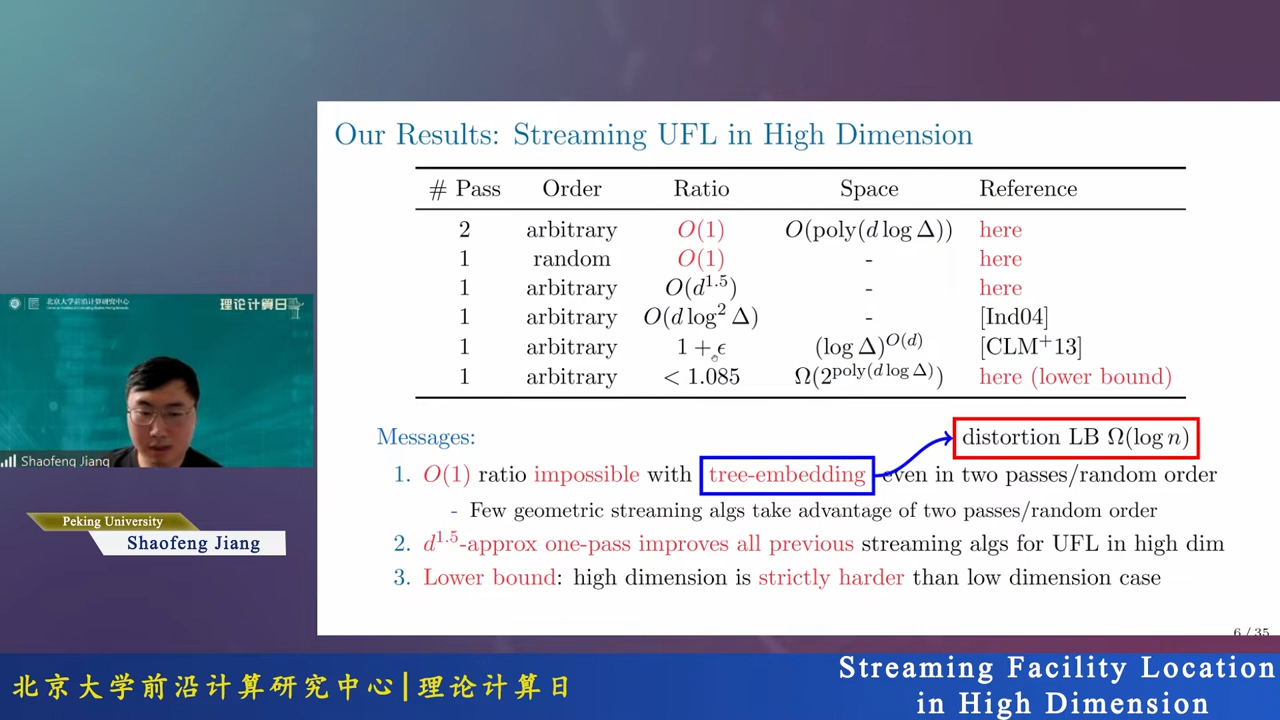 Our Results: Streaming UFL in High Dimension
# Pass Order Ratio Space Reference
2 arbitrary O(1) O(poly(d log Δ)) here
1 random O(1) - here
1 arbitrary O(d^1.5) - here
1 arbitrary O(d log² Δ) - [Ind04]
1 arbitrary 1 + ϵ (log Δ)^O(d) [CLM+13]
1 arbitrary < 1.085 Ω(2^poly(d log Δ)) here (lower bound)
Messages:
distortion LB Ω(log n)
1. O(1) ratio impossible with tree-embedding even in two passes/random order
- Few geometric streaming algs take advantage of two passes/random order
2. d^1.5-approx one-pass improves all previous streaming algs for UFL in high dim
3. Lower bound: high dimension is strictly harder than low dimension case
6 / 35
北京大学前沿计算研究中心
理论计算日
Shaofeng Jiang
Peking University
Shaofeng Jiang
北京大学前沿计算研究中心|理论计算日
Streaming Facility Location
in High Dimension